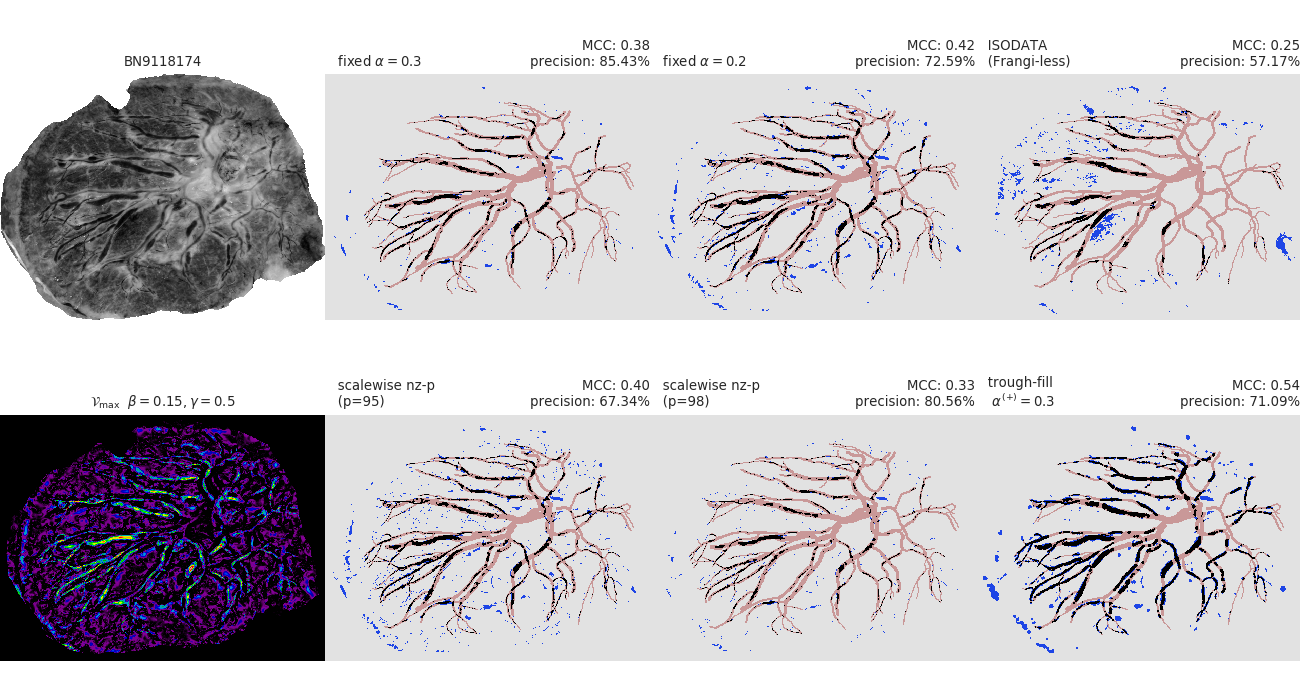 BN9118174
fixed α = 0.3
MCC: 0.38
precision: 85.43%
fixed α = 0.2
MCC: 0.42
precision: 72.59%
ISODATA
(Frangi-less)
MCC: 0.25
precision: 57.17%
𝒱max β = 0.15, γ = 0.5
scalewise nz-p
(p=95)
MCC: 0.40
precision: 67.34%
scalewise nz-p
(p=98)
MCC: 0.33
precision: 80.56%
trough-fill
α⁽⁺⁾ = 0.3
MCC: 0.54
precision: 71.09%